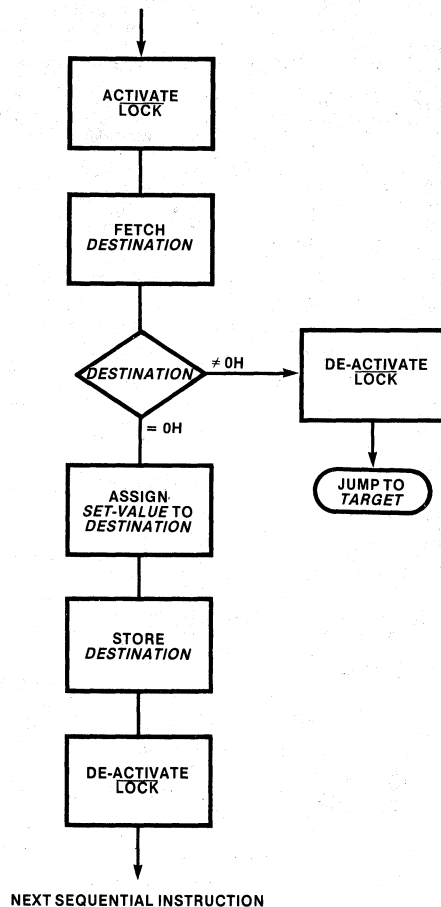 ACTIVATE
LOCK
FETCH
DESTINATION
DESTINATION
≠ 0H
= 0H
DE-ACTIVATE
LOCK
JUMP TO
TARGET
ASSIGN
SET-VALUE TO
DESTINATION
STORE
DESTINATION
DE-ACTIVATE
LOCK
NEXT SEQUENTIAL INSTRUCTION